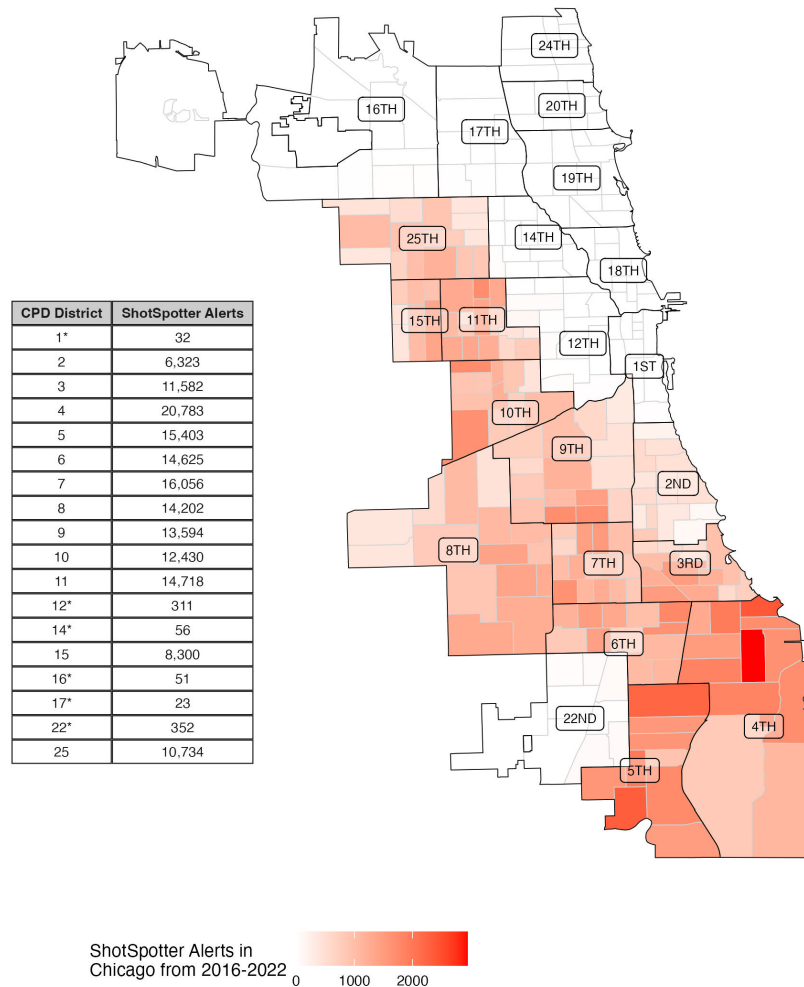 24TH
20TH
16TH
17TH
19TH
25TH
14TH
18TH
CPD District ShotSpotter Alerts
1* 32
2 6,323
3 11,582
4 20,783
5 15,403
6 14,625
7 16,056
8 14,202
9 13,594
10 12,430
11 14,718
12* 311
14* 56
15 8,300
16* 51
17* 23
22* 352
25 10,734
15TH
11TH
12TH
1ST
10TH
9TH
2ND
8TH
7TH
3RD
6TH
22ND
4TH
5TH
ShotSpotter Alerts in
Chicago from 2016-2022
0 1000 2000